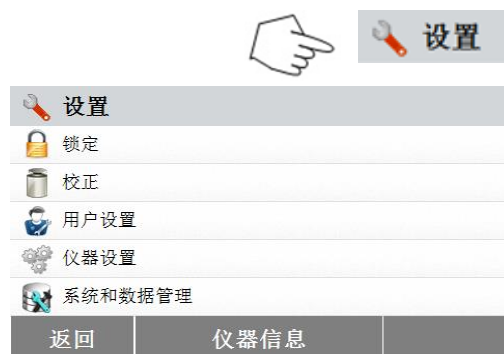 设置
设置
锁定
校正
用户设置
仪器设置
系统和数据管理
返回 仪器信息